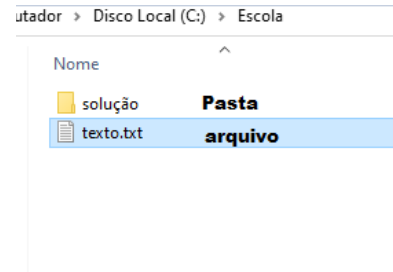 utador > Disco Local (C:) > Escola
Nome
solução Pasta
texto.txt arquivo